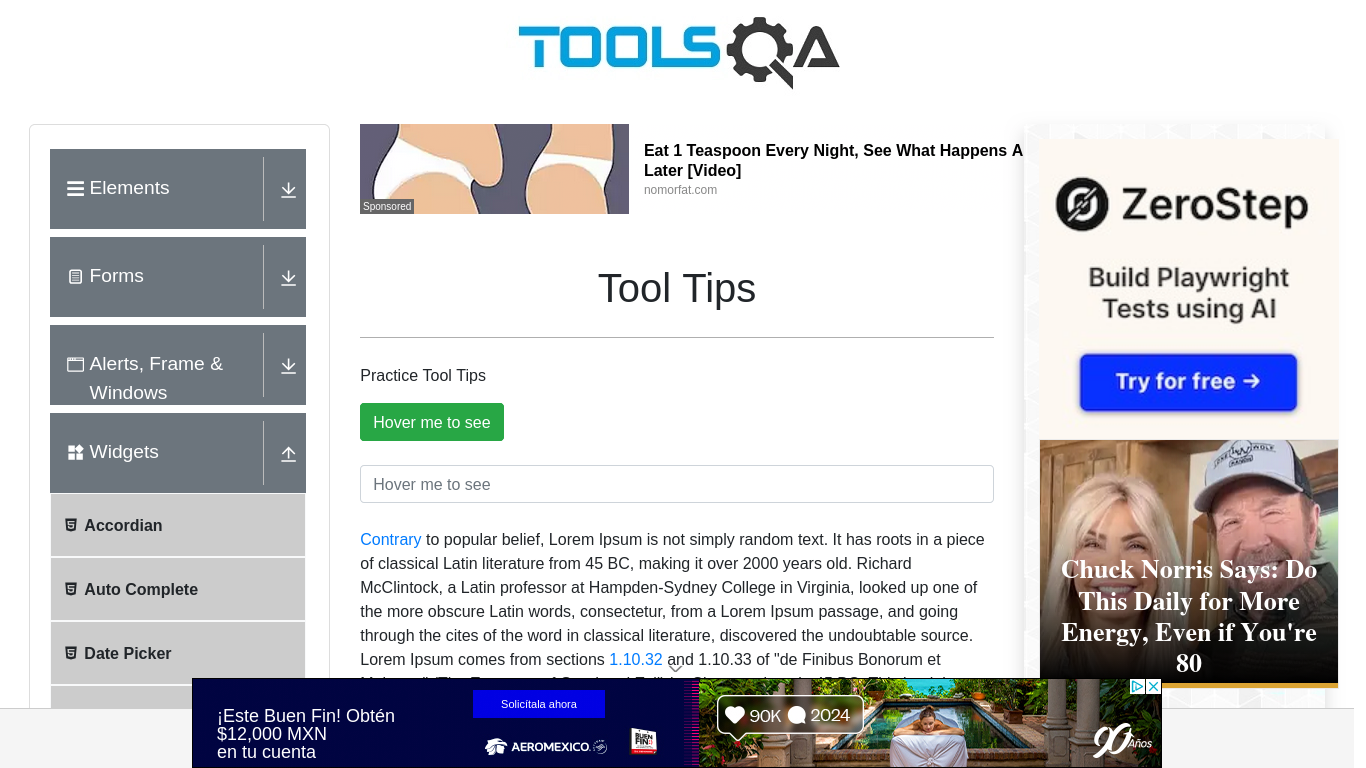 TOOLSQA
Elements
Forms
Alerts, Frame &
Windows
Widgets
Accordian
Auto Complete
Date Picker
Sponsored
Eat 1 Teaspoon Every Night, See What Happens A
Later [Video]
nomorfat.com
Tool Tips
Practice Tool Tips
Hover me to see
Hover me to see
Contrary to popular belief, Lorem Ipsum is not simply random text. It has roots in a piece
of classical Latin literature from 45 BC, making it over 2000 years old. Richard
McClintock, a Latin professor at Hampden-Sydney College in Virginia, looked up one of
the more obscure Latin words, consectetur, from a Lorem Ipsum passage, and going
through the cites of the word in classical literature, discovered the undoubtable source.
Lorem Ipsum comes from sections 1.10.32 and 1.10.33 of "de Finibus Bonorum et
ZeroStep
Build Playwright
Tests using AI
Try for free →
Chuck Norris Says: Do
This Daily for More
Energy, Even if You're
80
¡Este Buen Fin! Obtén
$12,000 MXN
en tu cuenta
Solicítala ahora
AEROMEXICO.
EL BUEN FIN
90K 2024
90 Años